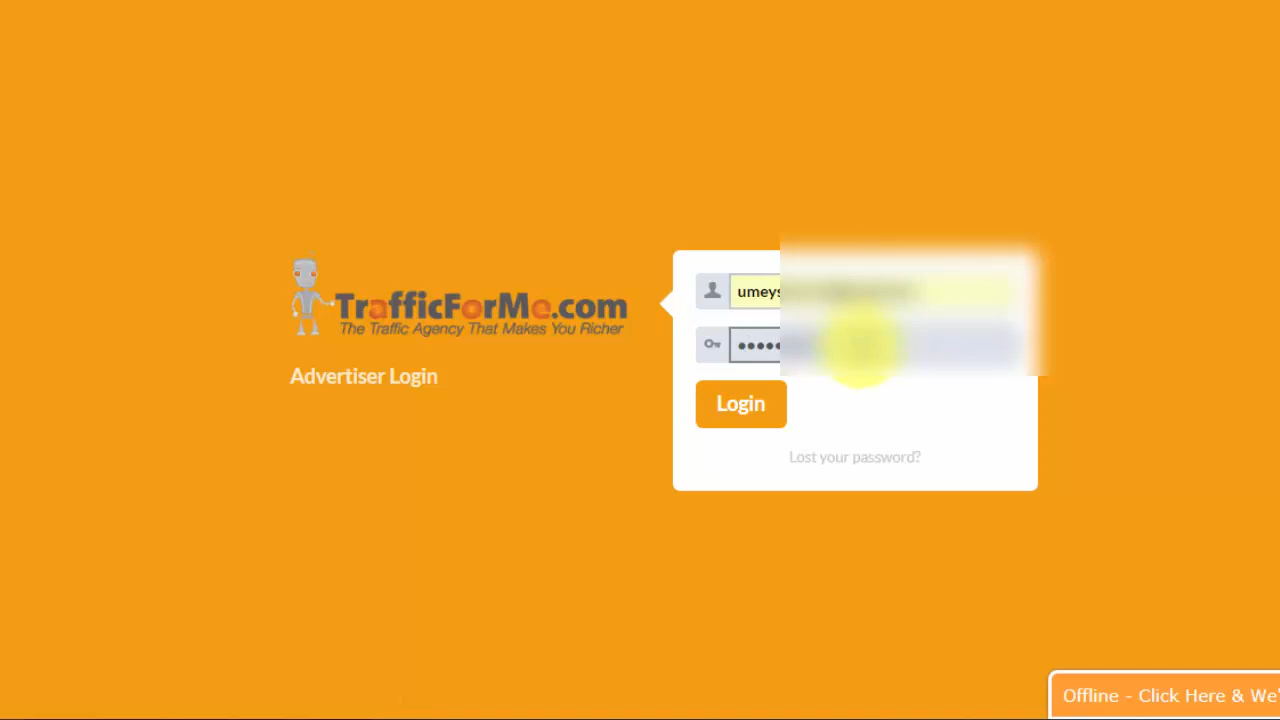 TrafficForMe.com
The Traffic Agency That Makes You Richer
Advertiser Login
umeys
•••••
Login
Lost your password?
Offline - Click Here & We'